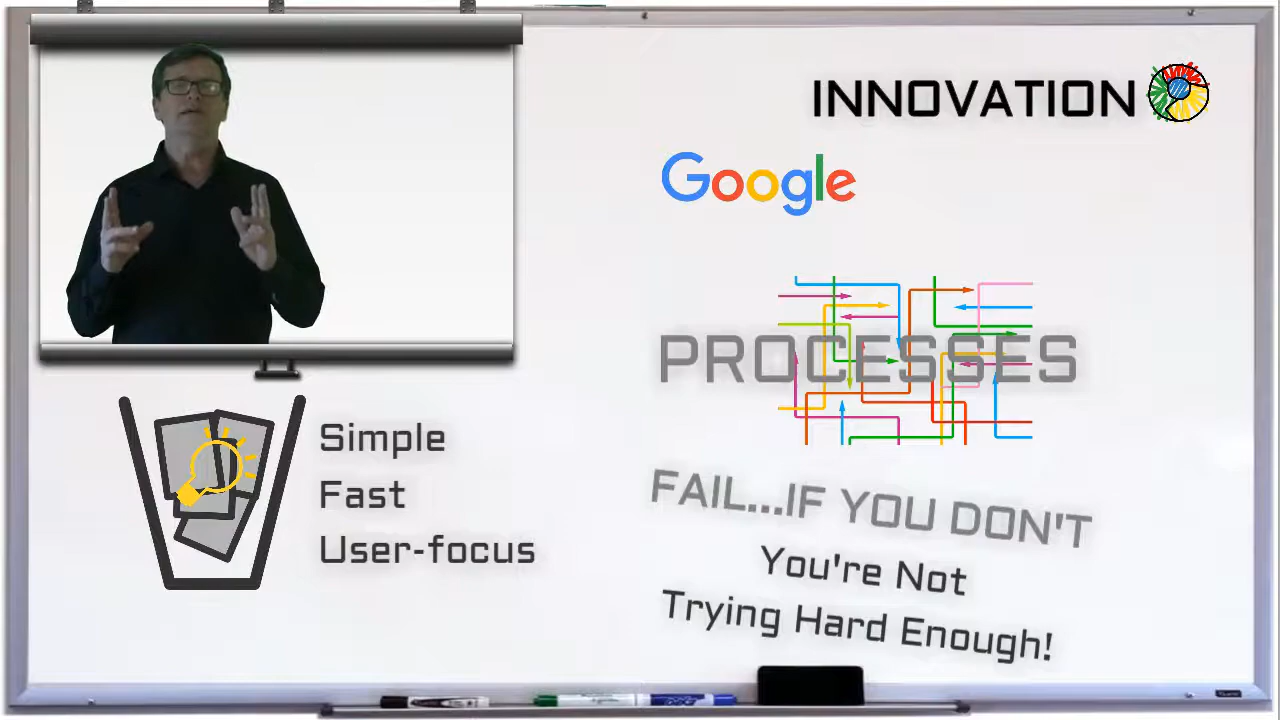 INNOVATION
Google
PROCESSES
Simple
Fast
User-focus
FAIL...IF YOU DON'T
You're Not
Trying Hard Enough!